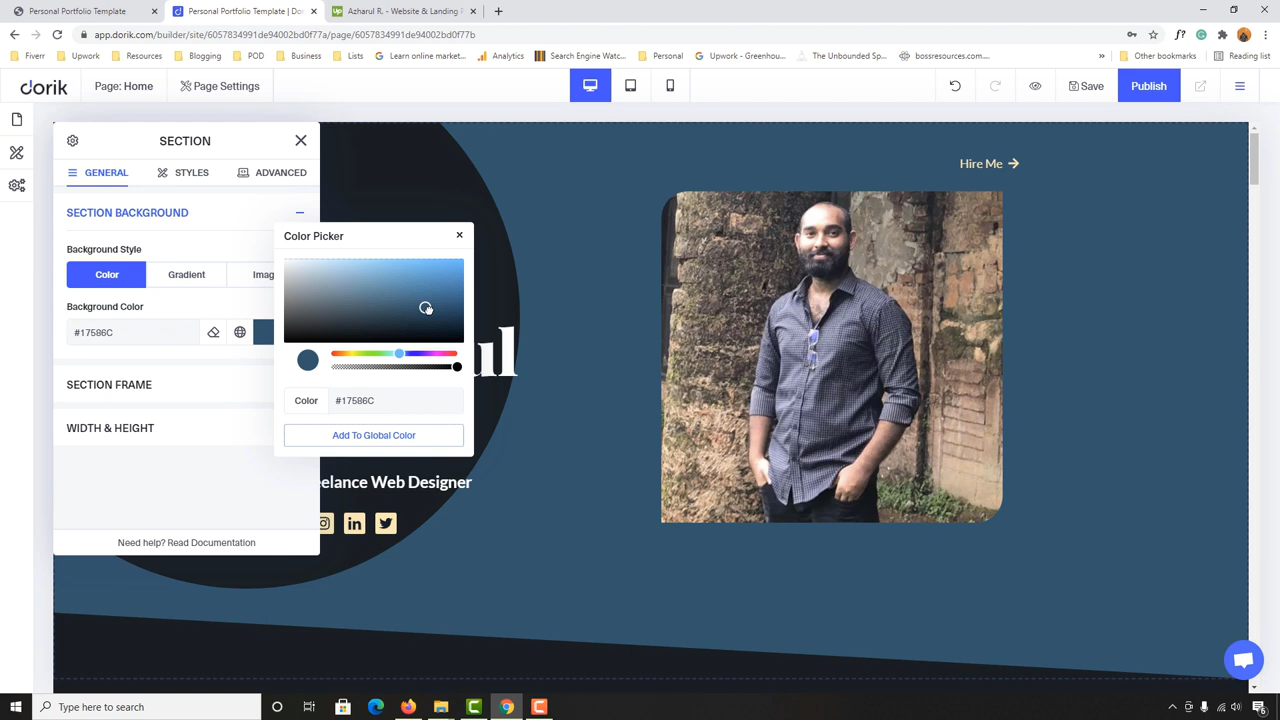 Personal Portfolio Template
Personal Portfolio Template | D
Azharul R. - Website & Landing P
app.dorik.com/builder/site/6057834991de94002bd0f77a/page/6057834991de94002bd0f77b
Fiverr
Upwork
Resources
Blogging
POD
Business
Lists
Learn online market...
Analytics
Search Engine Watc...
Personal
Upwork - Greenhou...
The Unbounded Sp...
bossresources.com...
»
Other bookmarks
Reading list
dorik
Page: Home
Page Settings
Save
Publish
SECTION
GENERAL
STYLES
ADVANCED
SECTION BACKGROUND
Background Style
Color
Gradient
Imag
Background Color
#17586C
SECTION FRAME
WIDTH & HEIGHT
Need help? Read Documentation
Color Picker
Color
#17586C
Add To Global Color
Hire Me
ul
eelance Web Designer
Type here to search
6